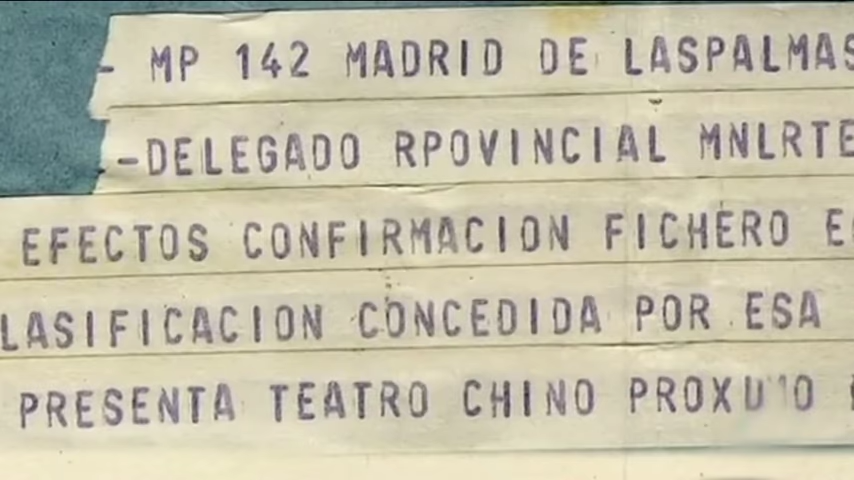 - MP 142 MADRID DE LASPALMAS
-DELEGADO RPOVINCIAL MNLRTE
EFECTOS CONFIRMACION FICHERO
LASIFICACION CONCEDIDA POR ESA
PRESENTA TEATRO CHINO